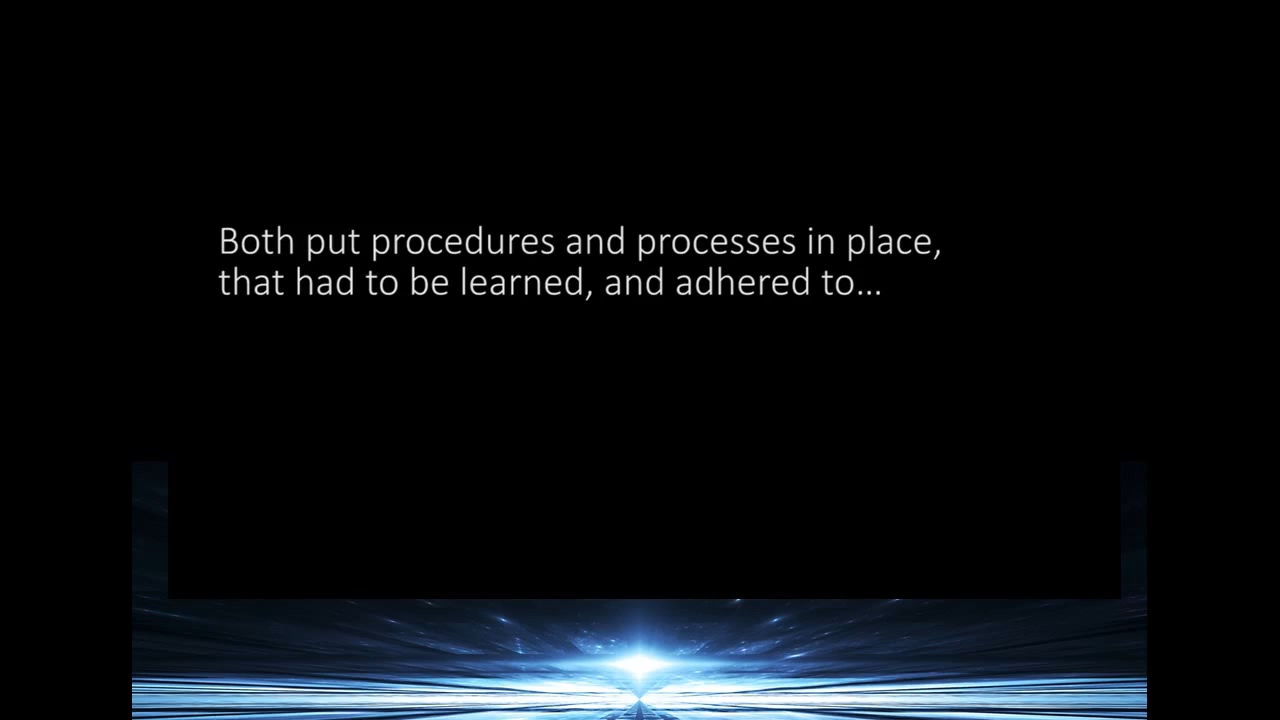 Both put procedures and processes in place,
that had to be learned, and adhered to...